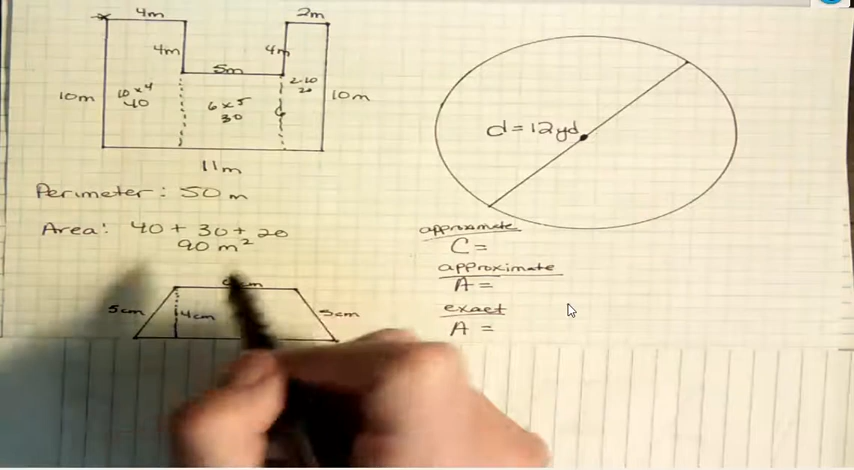 4m
2m
4m
4m
5m
10m
10 x 4
40
6 x 5
30
6
2·10
20
10m
11m
Perimeter: 50 m
Area: 40 + 30 + 20
90 m²
5cm
4cm
5cm
d = 12yd
approximate
C =
approximate
A =
exact
A =